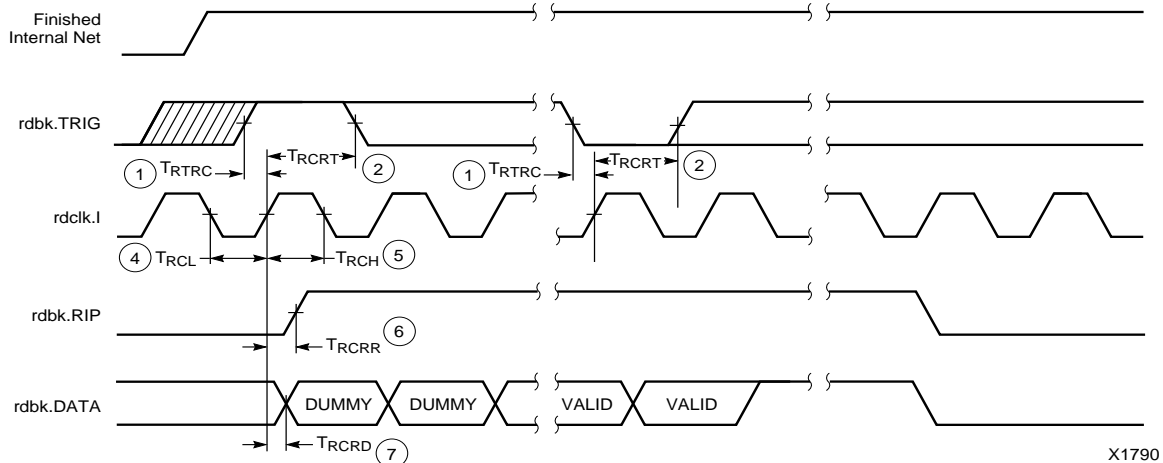 Finished
Internal Net
rdbk.TRIG
TRCRT
2
1
TRTRC
TRCRT
2
1
TRTRC
rdclk.I
4
TRCL
TRCH
5
rdbk.RIP
6
TRCRR
rdbk.DATA
DUMMY
DUMMY
VALID
VALID
TRCRD
7
X1790